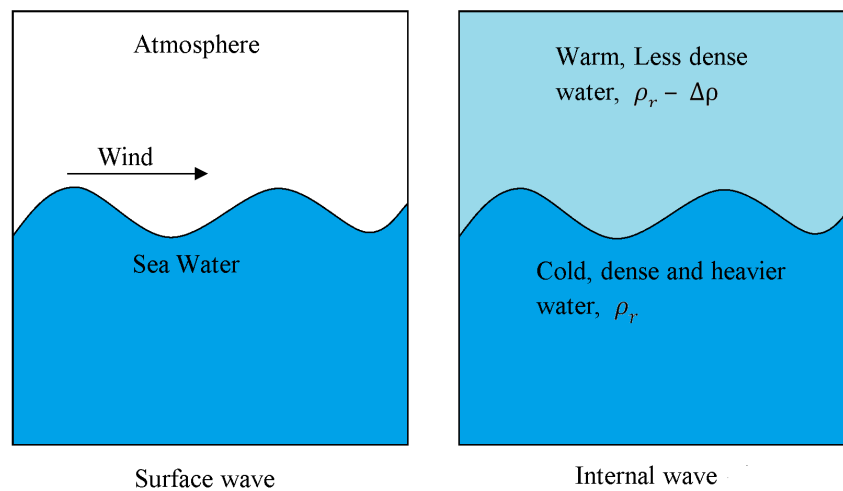 Atmosphere
Wind
Sea Water
Surface wave
Warm, Less dense
water, ρᵣ − Δρ
Cold, dense and heavier
water, ρᵣ
Internal wave